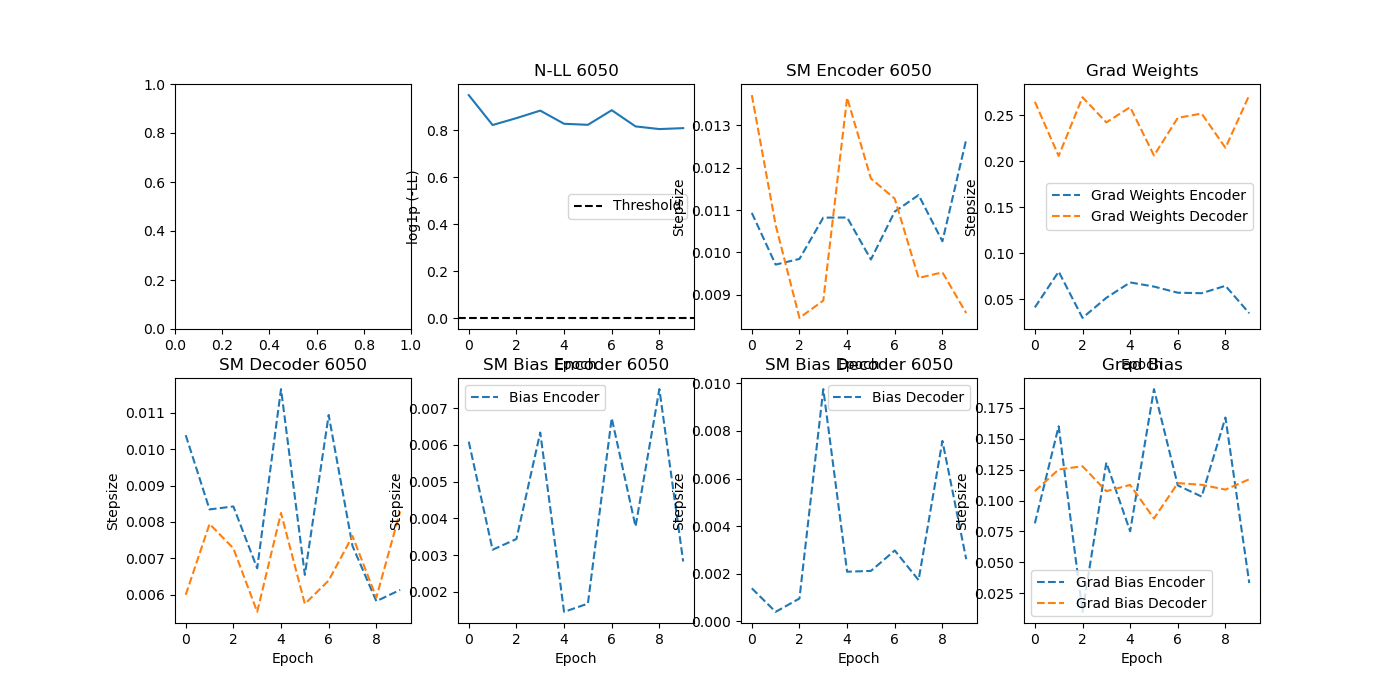 N-LL 6050
SM Encoder 6050
Grad Weights
1.0
0.8
0.6
0.4
0.2
0.0
0.0 0.2 0.4 0.6 0.8 1.0
log1p (-LL)
0.8
0.6
0.4
0.2
0.0
Threshold
0 2 4 6 8
Epoch
Stepsize
0.013
0.012
0.011
0.010
0.009
0 2 4 6 8
Epoch
Stepsize
0.25
0.20
0.15
0.10
0.05
Grad Weights Encoder
Grad Weights Decoder
0 2 4 6 8
Epoch
SM Decoder 6050
SM Bias Encoder 6050
SM Bias Decoder 6050
Grad Bias
Stepsize
0.011
0.010
0.009
0.008
0.007
0.006
0 2 4 6 8
Epoch
Stepsize
0.007
0.006
0.005
0.004
0.003
0.002
Bias Encoder
0 2 4 6 8
Epoch
Stepsize
0.010
0.008
0.006
0.004
0.002
0.000
Bias Decoder
0 2 4 6 8
Epoch
Stepsize
0.175
0.150
0.125
0.100
0.075
0.050
0.025
Grad Bias Encoder
Grad Bias Decoder
0 2 4 6 8
Epoch